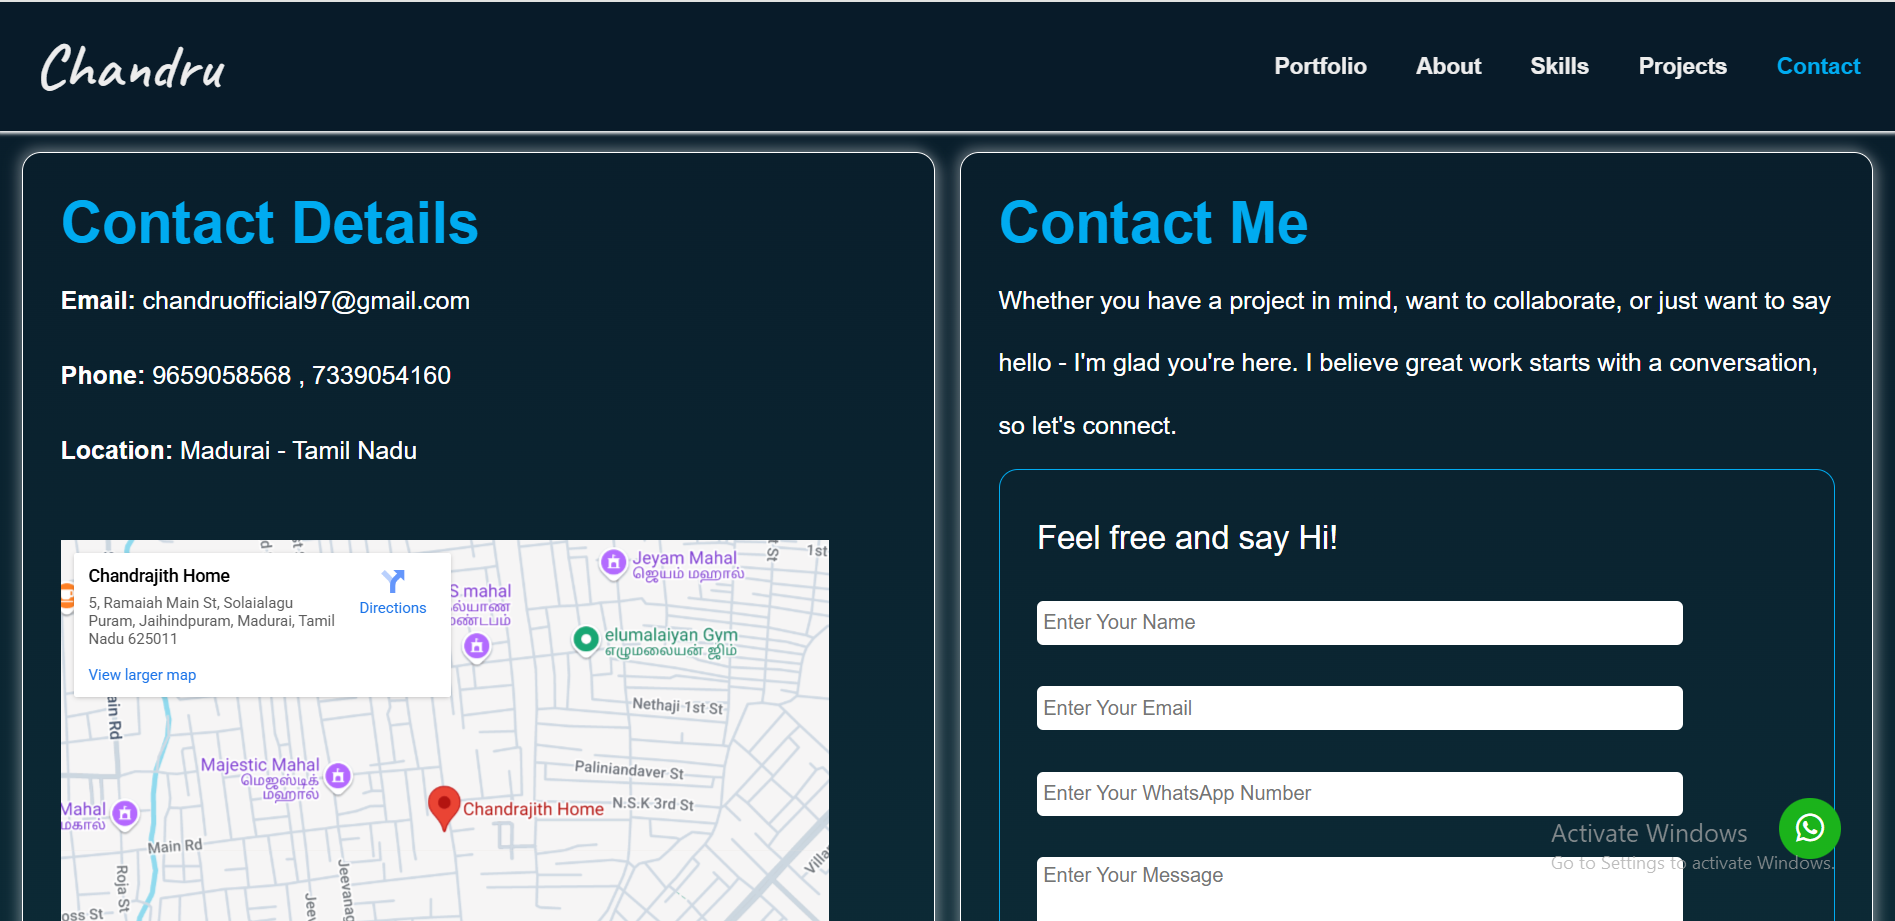 Chandru
Portfolio
About
Skills
Projects
Contact
Contact Details
Email: chandruofficial97@gmail.com
Phone: 9659058568 , 7339054160
Location: Madurai - Tamil Nadu
Chandrajith Home
5, Ramaiah Main St, Solaialagu
Puram, Jaihindpuram, Madurai, Tamil
Nadu 625011
Directions
View larger map
S mahal
Jeyam Mahal
ஜெயம் மஹால்
1st
elumalaiyan Gym
எழுமலையன் ஜிம்
Nethaji 1st St
Majestic Mahal
மெஜஸ்டிக்
மஹால்
Paliniandaver St
N.S.K 3rd St
Chandrajith Home
Mahal
Main Rd
Roja St
Contact Me
Whether you have a project in mind, want to collaborate, or just want to say
hello - I'm glad you're here. I believe great work starts with a conversation,
so let's connect.
Feel free and say Hi!
Enter Your Name
Enter Your Email
Enter Your WhatsApp Number
Enter Your Message
Activate Windows
Go to Settings to activate Windows.